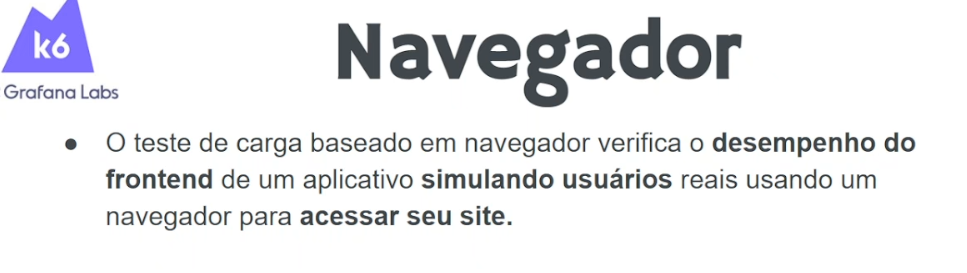 k6
Grafana Labs
Navegador
● O teste de carga baseado em navegador verifica o desempenho do
frontend de um aplicativo simulando usuários reais usando um
navegador para acessar seu site.